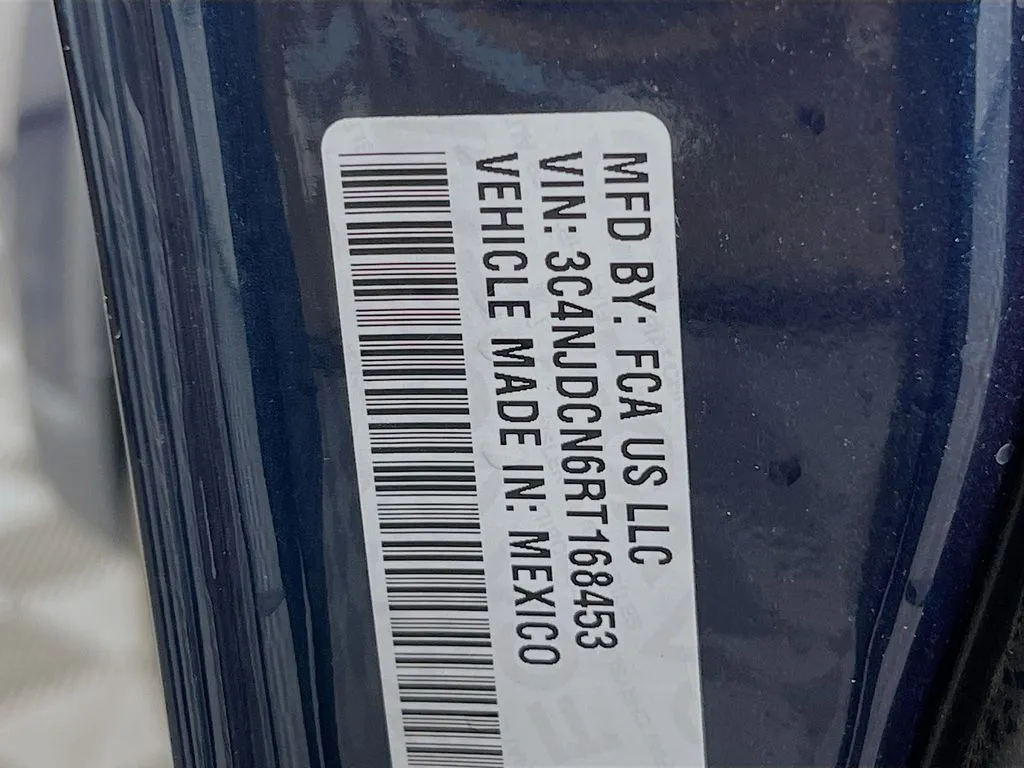 MFD BY: FCA US LLC
VIN: 3C4NJDCN6RT168453
VEHICLE MADE IN: MEXICO